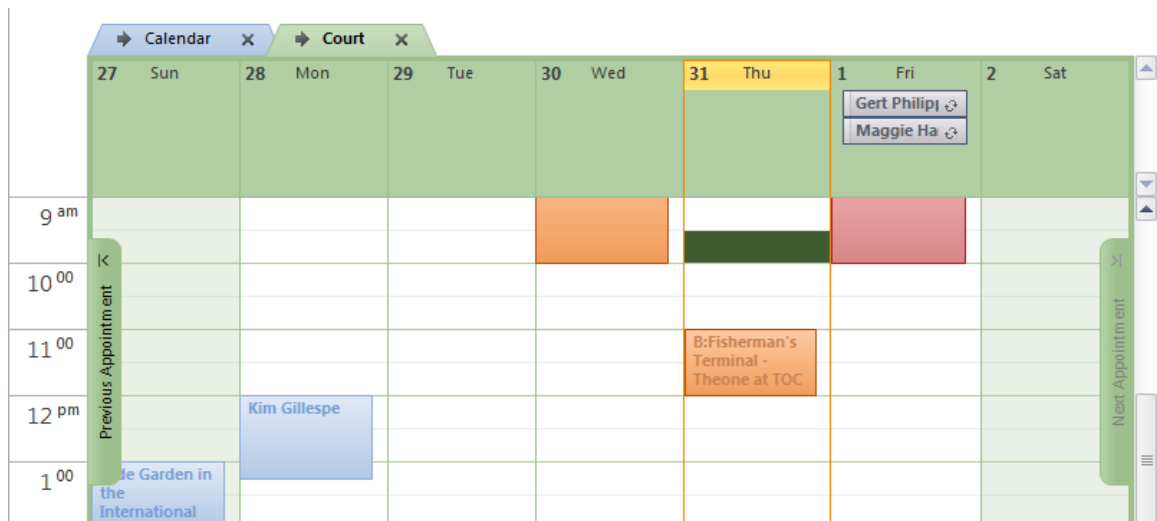 Calendar
Court
27 Sun
28 Mon
29 Tue
30 Wed
31 Thu
1 Fri
2 Sat
Gert Philipp
Maggie Ha
9 am
10 00
11 00
12 pm
1 00
Previous Appointment
Next Appointment
B:Fisherman's
Terminal -
Theone at TOC
Kim Gillespe
Garden in
the
International